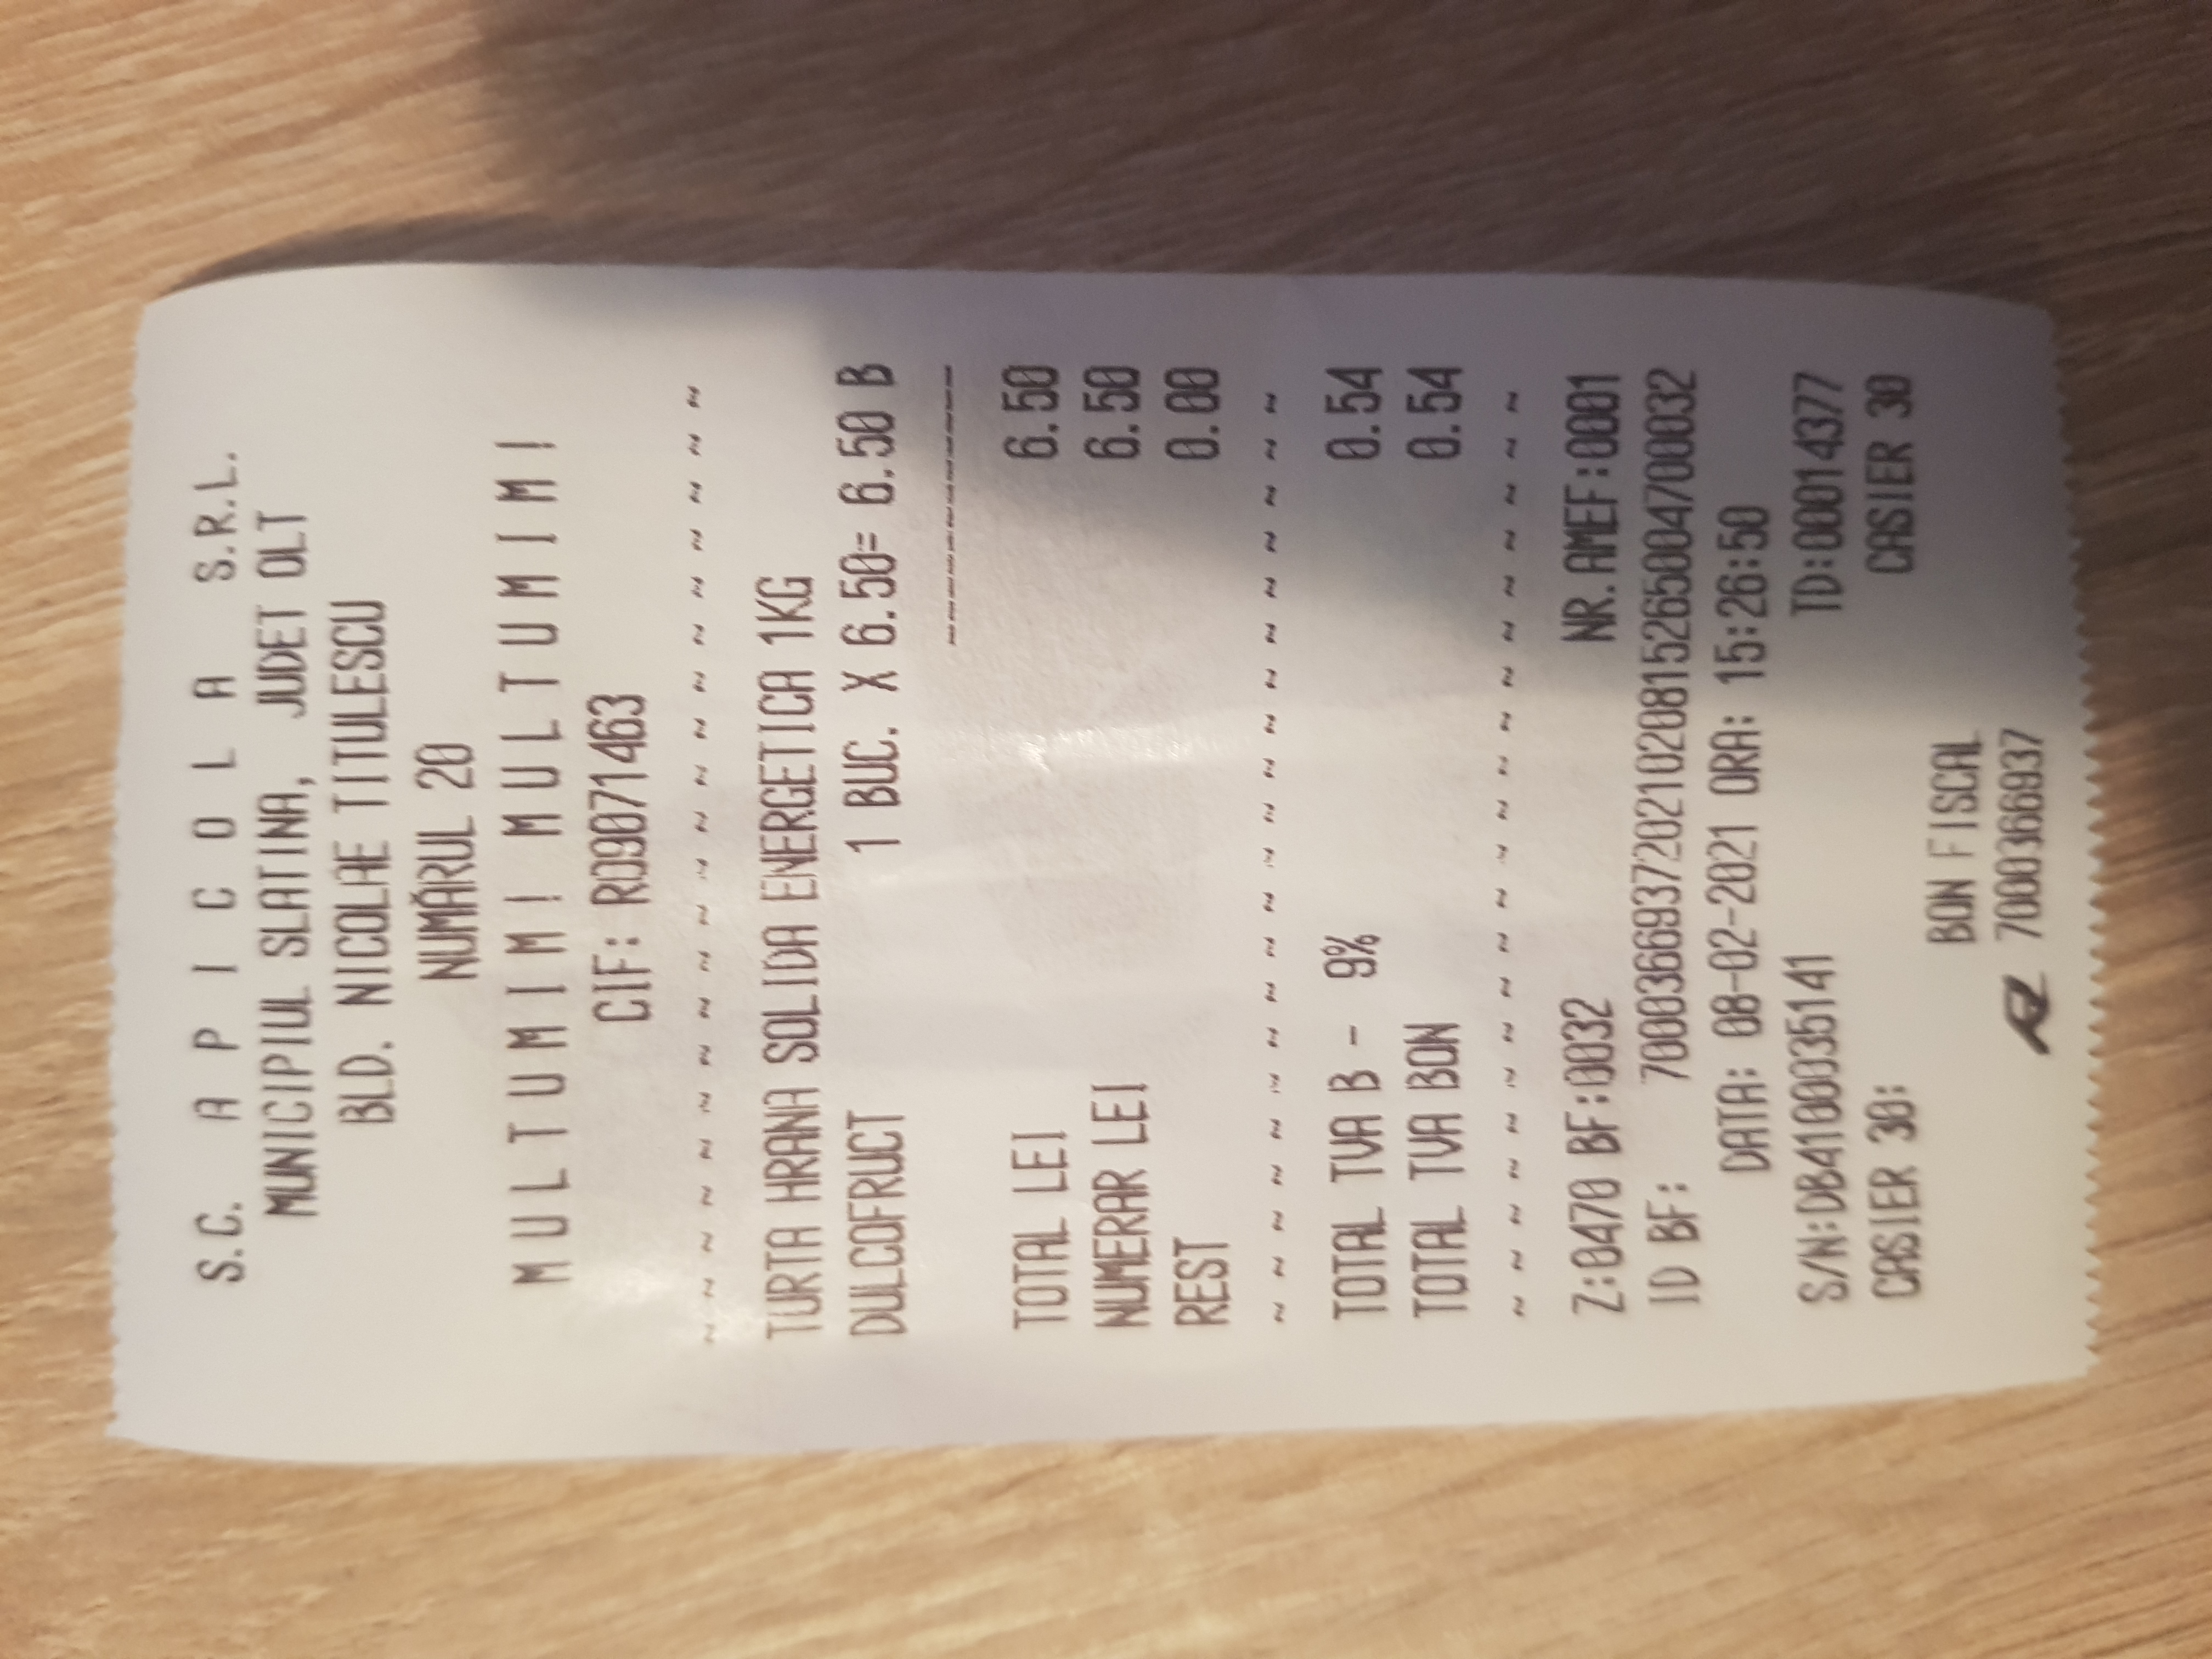 S.C. A P I C O L A S.R.L.
MUNICIPIUL SLATINA, JUDET OLT
BLD. NICOLAE TITULESCU
NUMĂRUL 20
M U L T U M I M ! M U L T U M I M !
CIF: RO9071463
~ ~ ~ ~ ~ ~ ~ ~ ~ ~ ~ ~ ~ ~ ~ ~ ~ ~ ~ ~ ~
TURTA HRANA SOLIDA ENERGETICA 1KG
DULCOFRUCT 1 BUC. X 6.50= 6.50 B
TOTAL LEI 6.50
NUMERAR LEI 6.50
REST 0.00
~ ~ ~ ~ ~ ~ ~ ~ ~ ~ ~ ~ ~ ~ ~ ~ ~ ~ ~ ~ ~
TOTAL TVA B - 9% 0.54
TOTAL TVA BON 0.54
~ ~ ~ ~ ~ ~ ~ ~ ~ ~ ~ ~ ~ ~ ~ ~ ~ ~ ~ ~ ~
Z:0470 BF:0032 NR.AMEF:0001
ID BF: 70003669372021020815265004700032
DATA: 08-02-2021 ORA: 15:26:50
S/N:DB4100035141 TD:00014377
CASIER 30: CASIER 30
BON FISCAL
7000366937